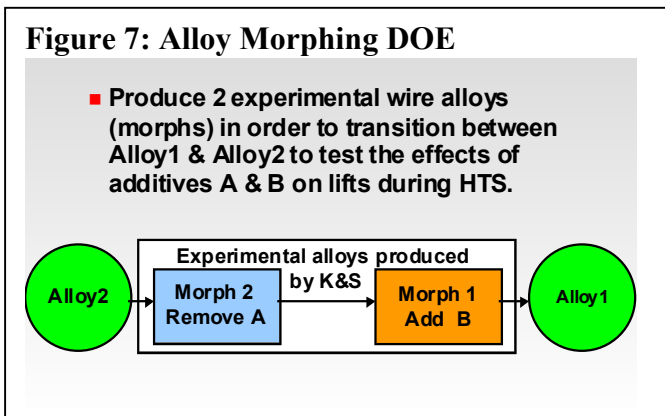 Figure 7: Alloy Morphing DOE
Produce 2 experimental wire alloys
(morphs) in order to transition between
Alloy1 & Alloy2 to test the effects of
additives A & B on lifts during HTS.
Experimental alloys produced
by K&S
Alloy2
Morph 2
Remove A
Morph 1
Add B
Alloy1